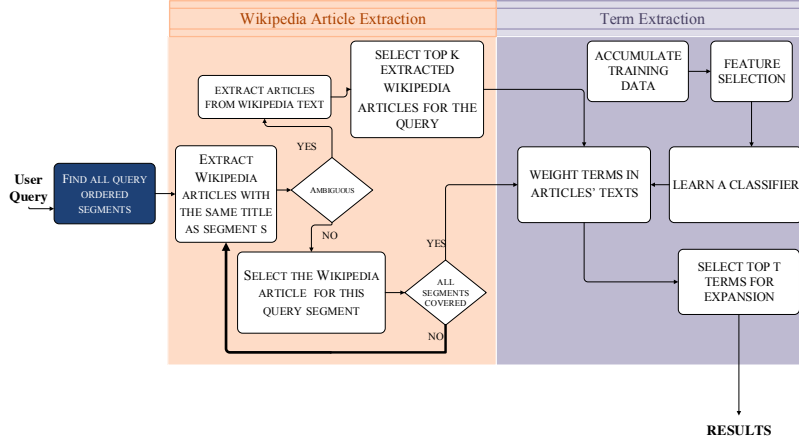 Wikipedia Article Extraction
Term Extraction
SELECT TOP K
EXTRACTED
WIKIPEDIA
ARTICLES FOR THE
QUERY
ACCUMULATE
TRAINING
DATA
FEATURE
SELECTION
EXTRACT ARTICLES
FROM WIKIPEDIA TEXT
YES
User
Query
FIND ALL QUERY
ORDERED
SEGMENTS
EXTRACT
WIKIPEDIA
ARTICLES WITH
THE SAME TITLE
AS SEGMENT S
AMBIGUOUS
WEIGHT TERMS IN
ARTICLES' TEXTS
LEARN A CLASSIFIER
NO
YES
SELECT THE WIKIPEDIA
ARTICLE FOR THIS
QUERY SEGMENT
ALL
SEGMENTS
COVERED
SELECT TOP T
TERMS FOR
EXPANSION
NO
RESULTS